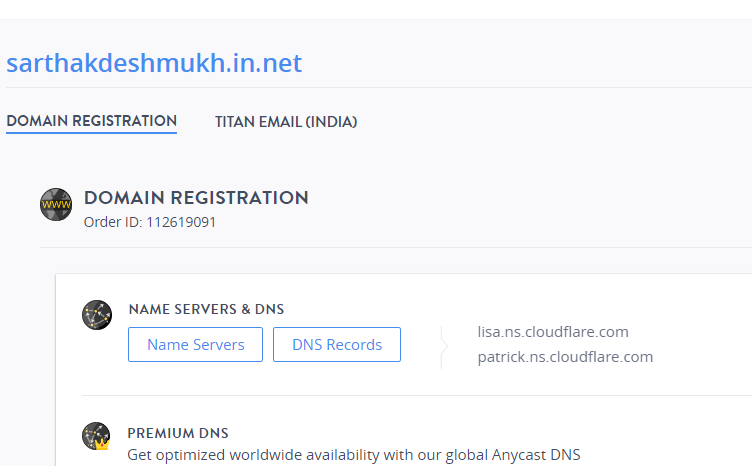 sarthakdeshmukh.in.net
DOMAIN REGISTRATION TITAN EMAIL (INDIA)
WWW
DOMAIN REGISTRATION
Order ID: 112619091
NAME SERVERS & DNS
Name Servers DNS Records
lisa.ns.cloudflare.com
patrick.ns.cloudflare.com
PREMIUM DNS
Get optimized worldwide availability with our global Anycast DNS